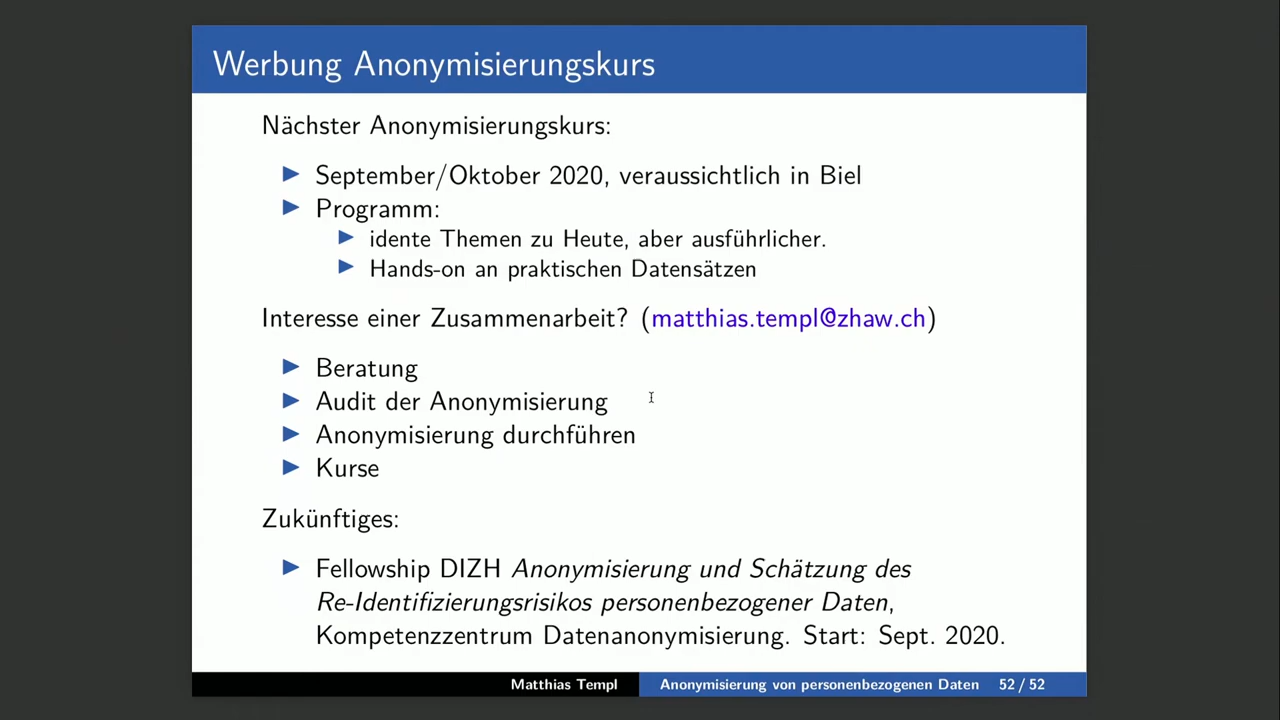 Werbung Anonymisierungskurs
Nächster Anonymisierungskurs:
▶ September/Oktober 2020, veraussichtlich in Biel
▶ Programm:
▶ idente Themen zu Heute, aber ausführlicher.
▶ Hands-on an praktischen Datensätzen
Interesse einer Zusammenarbeit? (matthias.templ@zhaw.ch)
▶ Beratung
▶ Audit der Anonymisierung
▶ Anonymisierung durchführen
▶ Kurse
Zukünftiges:
▶ Fellowship DIZH Anonymisierung und Schätzung des
Re-Identifizierungsrisikos personenbezogener Daten,
Kompetenzzentrum Datenanonymisierung. Start: Sept. 2020.
Matthias Templ Anonymisierung von personenbezogenen Daten 52 / 52